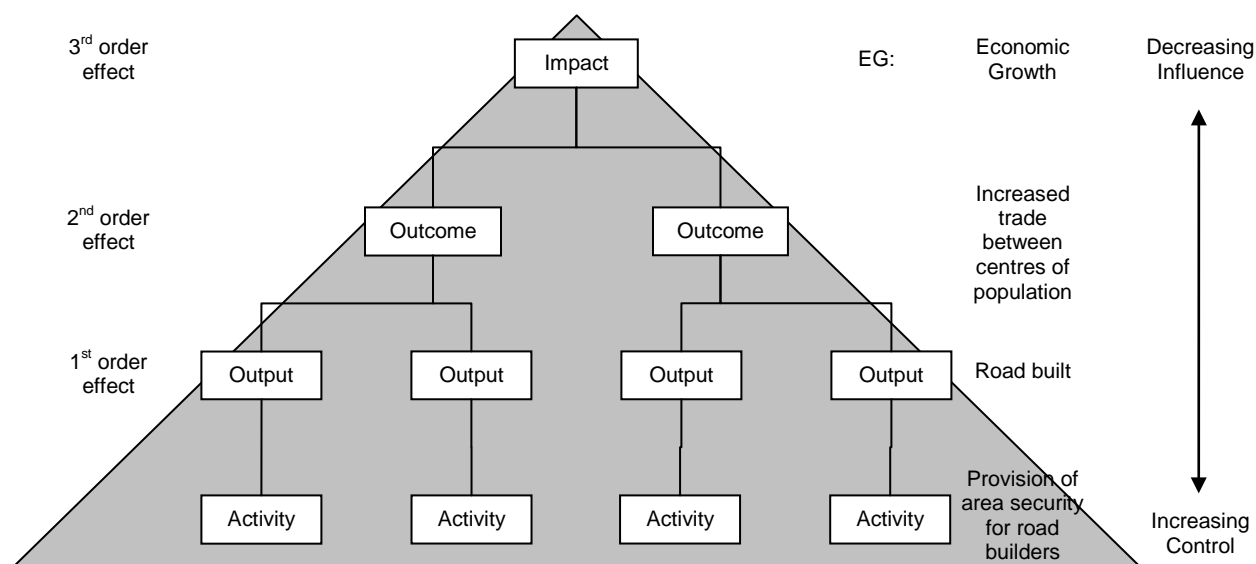 3rd order
effect
Impact
EG:
Economic
Growth
Decreasing
Influence
2nd order
effect
Outcome
Outcome
Increased
trade
between
centres of
population
1st order
effect
Output
Output
Output
Output
Road built
Activity
Activity
Activity
Activity
Provision of
area security
for road
builders
Increasing
Control